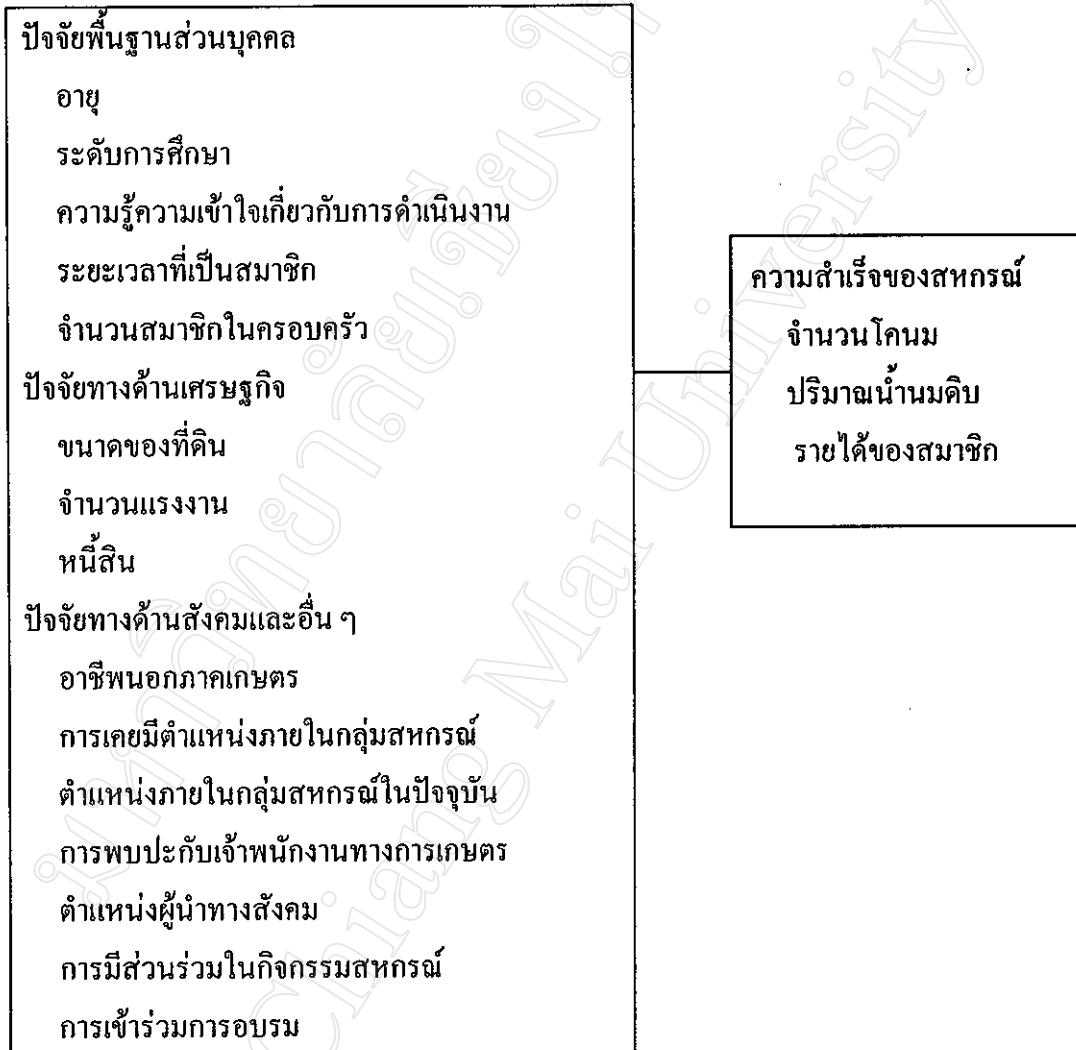 ปัจจัยพื้นฐานส่วนบุคคล
อายุ
ระดับการศึกษา
ความรู้ความเข้าใจเกี่ยวกับการดำเนินงาน
ระยะเวลาที่เป็นสมาชิก
จำนวนสมาชิกในครอบครัว
ปัจจัยทางด้านเศรษฐกิจ
ขนาดของที่ดิน
จำนวนแรงงาน
หนี้สิน
ปัจจัยทางด้านสังคมและอื่น ๆ
อาชีพนอกภาคเกษตร
การเคยมีตำแหน่งภายในกลุ่มสหกรณ์
ตำแหน่งภายในกลุ่มสหกรณ์ในปัจจุบัน
การพบปะกับเจ้าพนักงานทางการเกษตร
ตำแหน่งผู้นำทางสังคม
การมีส่วนร่วมในกิจกรรมสหกรณ์
การเข้าร่วมการอบรม
ความสำเร็จของสหกรณ์
จำนวนโคนม
ปริมาณน้ำนมดิบ
รายได้ของสมาชิก
มหาวิทยาลัยเชียงใ
Chiang Mai University